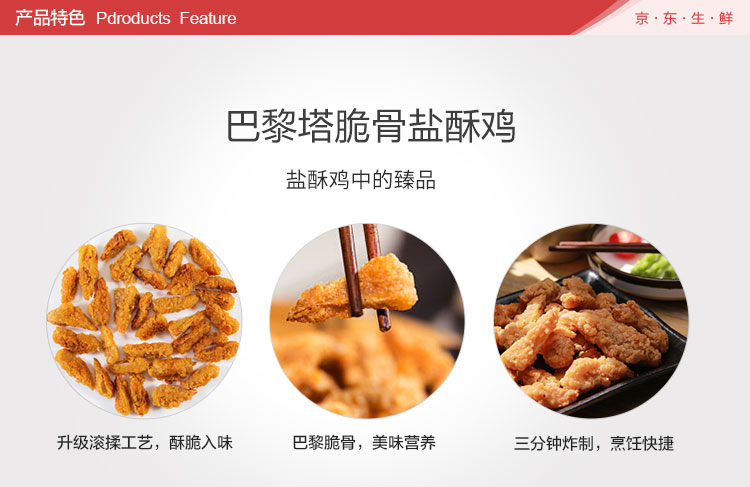 产品特色 Pdroducts Feature
京·东·生·鲜
巴黎塔脆骨盐酥鸡
盐酥鸡中的臻品
升级滚揉工艺，酥脆入味
巴黎脆骨，美味营养
三分钟炸制，烹饪快捷